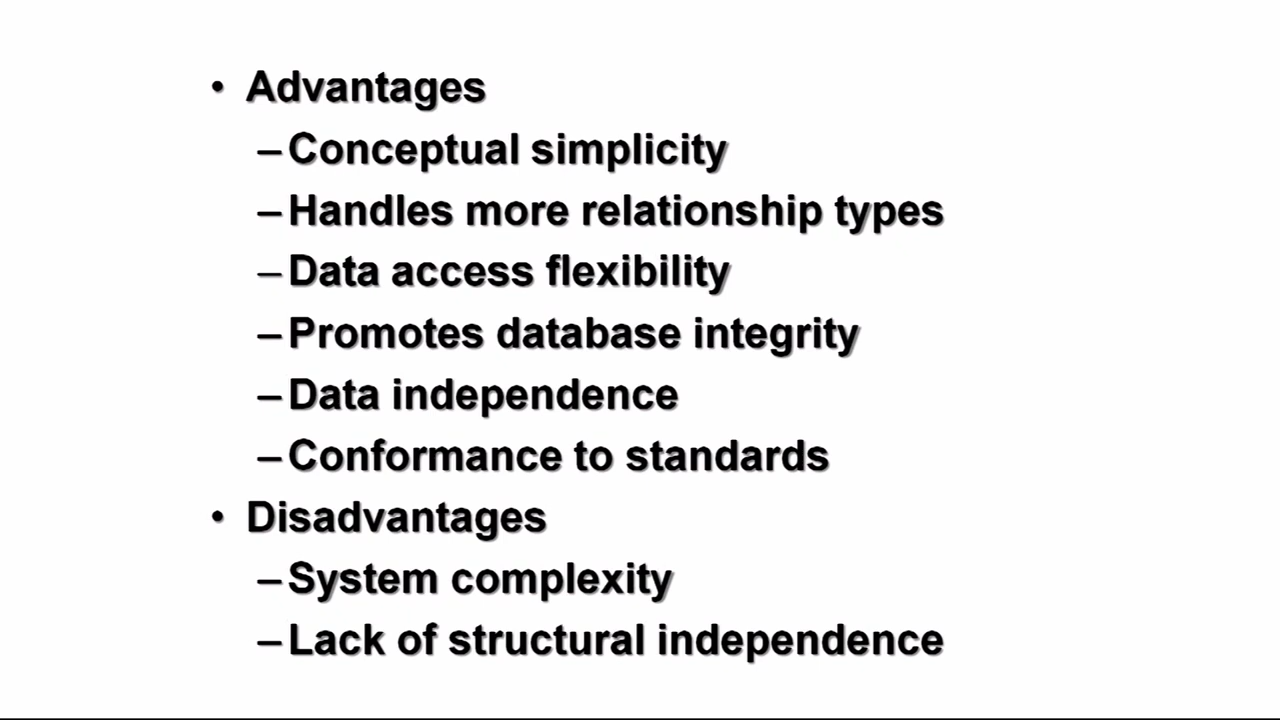 • Advantages
– Conceptual simplicity
– Handles more relationship types
– Data access flexibility
– Promotes database integrity
– Data independence
– Conformance to standards
• Disadvantages
– System complexity
– Lack of structural independence